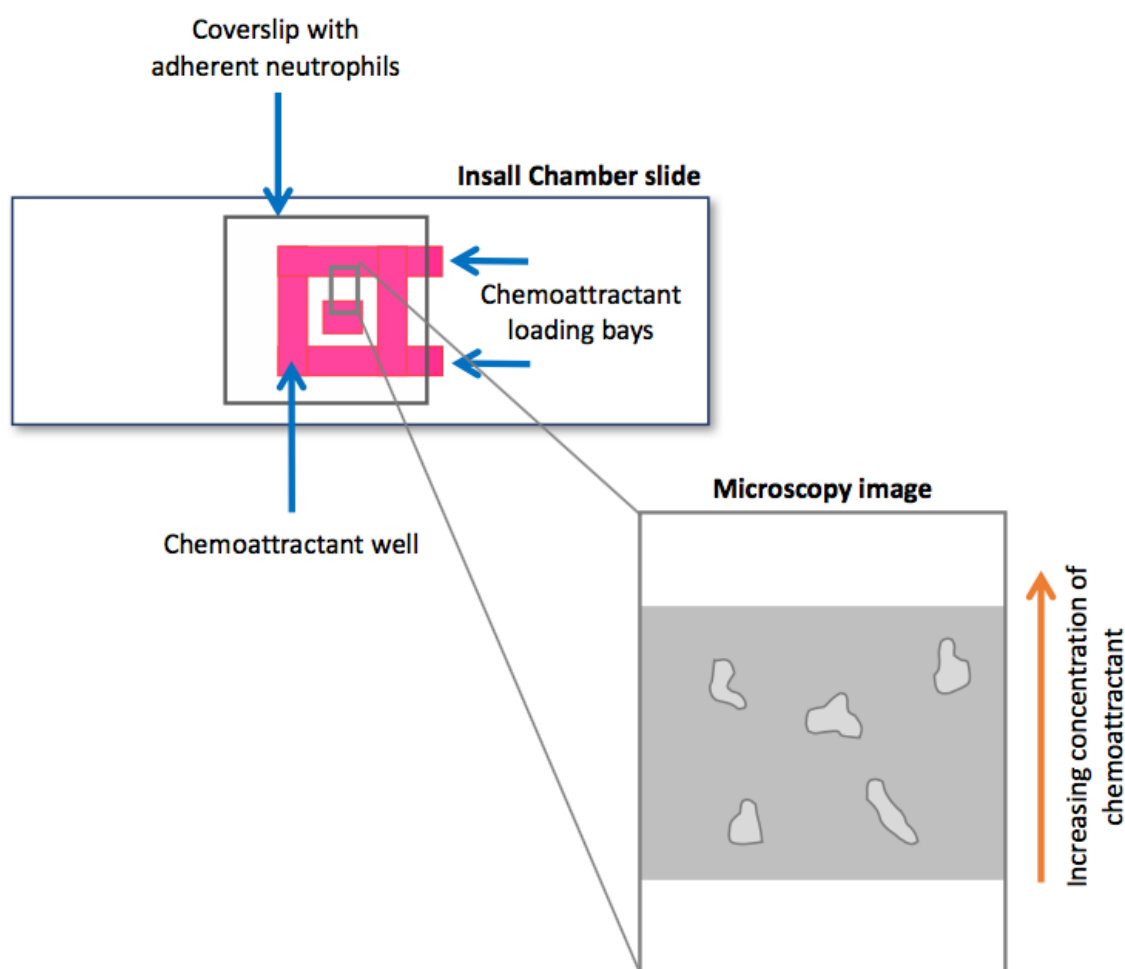 Coverslip with
adherent neutrophils
Insall Chamber slide
Chemoattractant
loading bays
Chemoattractant well
Microscopy image
Increasing concentration of
chemoattractant